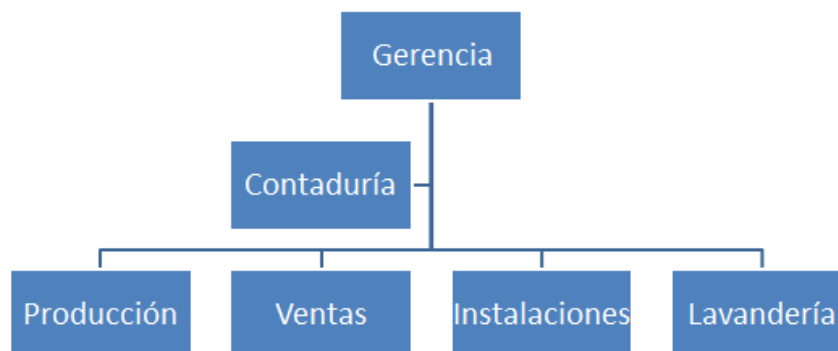 Gerencia
Contaduría
Producción
Ventas
Instalaciones
Lavandería